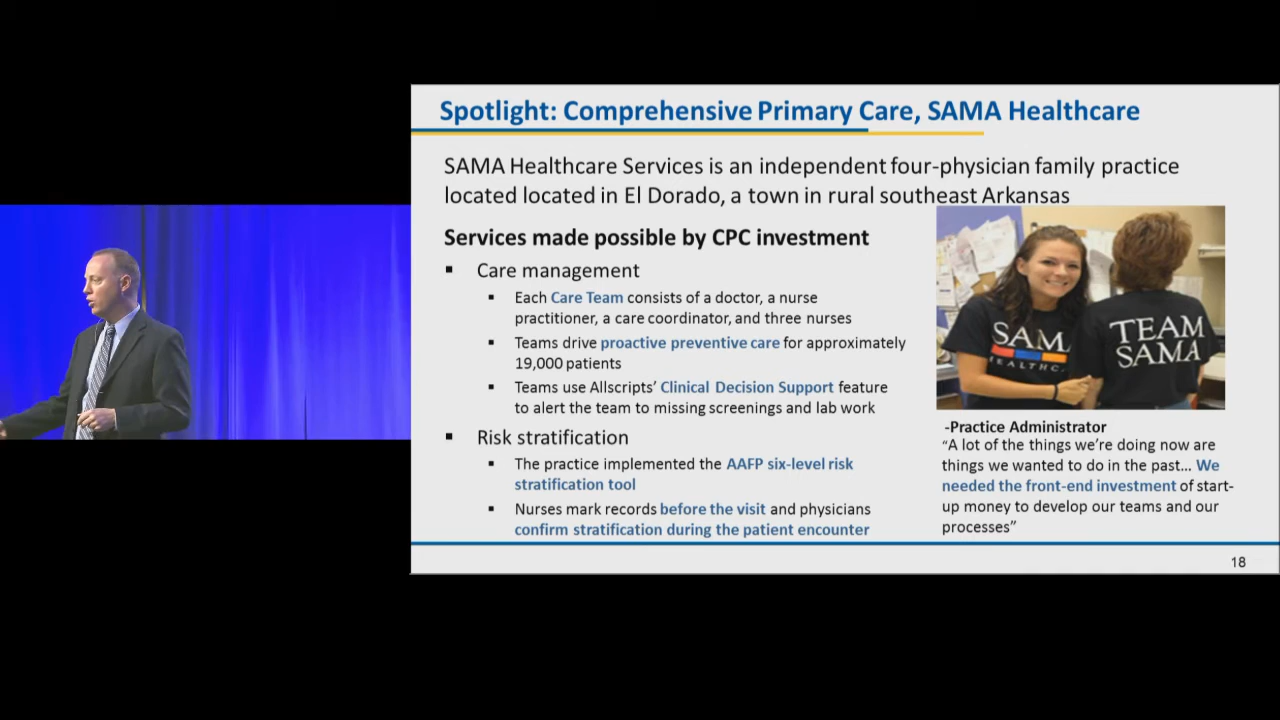 Spotlight: Comprehensive Primary Care, SAMA Healthcare
SAMA Healthcare Services is an independent four-physician family practice
located located in El Dorado, a town in rural southeast Arkansas
Services made possible by CPC investment
▪ Care management
▪ Each Care Team consists of a doctor, a nurse
practitioner, a care coordinator, and three nurses
▪ Teams drive proactive preventive care for approximately
19,000 patients
▪ Teams use Allscripts’ Clinical Decision Support feature
to alert the team to missing screenings and lab work
▪ Risk stratification
▪ The practice implemented the AAFP six-level risk
stratification tool
▪ Nurses mark records before the visit and physicians
confirm stratification during the patient encounter
SAMA
HEALTHC
TEAM
SAMA
-Practice Administrator
“A lot of the things we’re doing now are
things we wanted to do in the past… We
needed the front-end investment of start-
up money to develop our teams and our
processes”
18